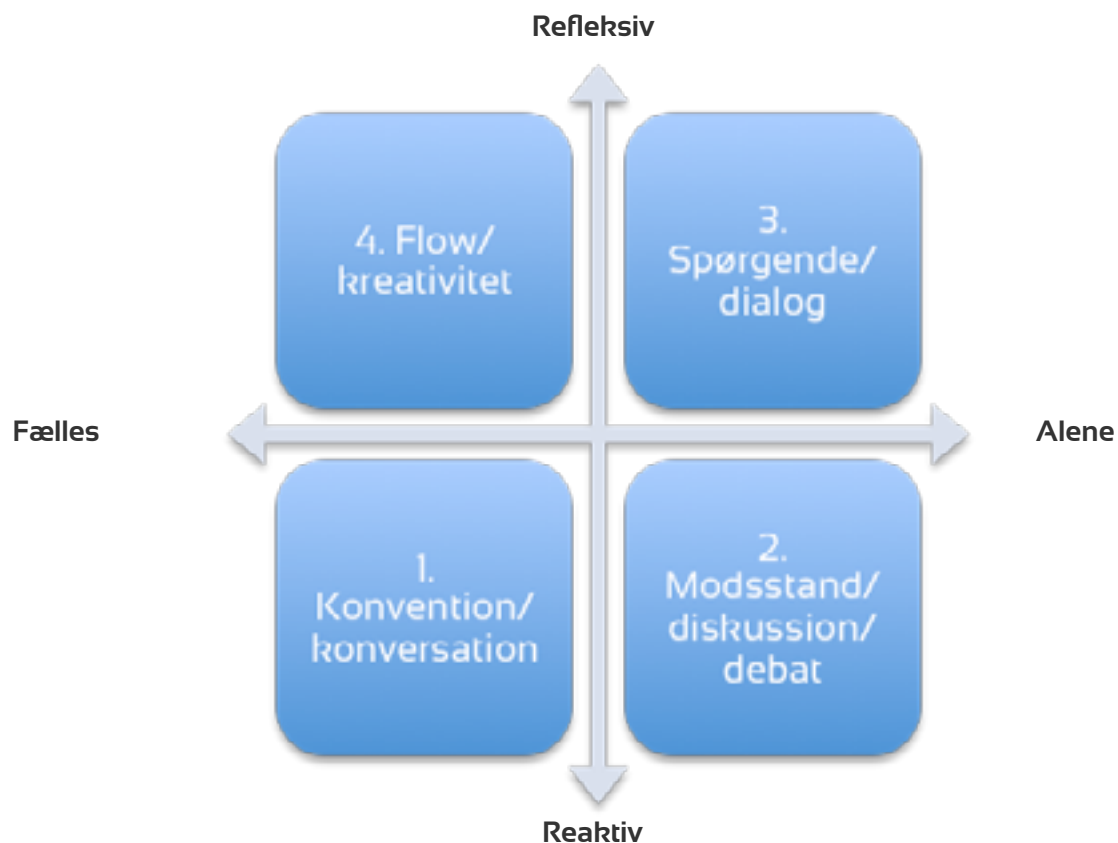 Refleksiv
4. Flow/
kreativitet
3.
Spørgende/
dialog
Fælles
Alene
1.
Konvention/
konversation
2.
Modsstand/
diskussion/
debat
Reaktiv